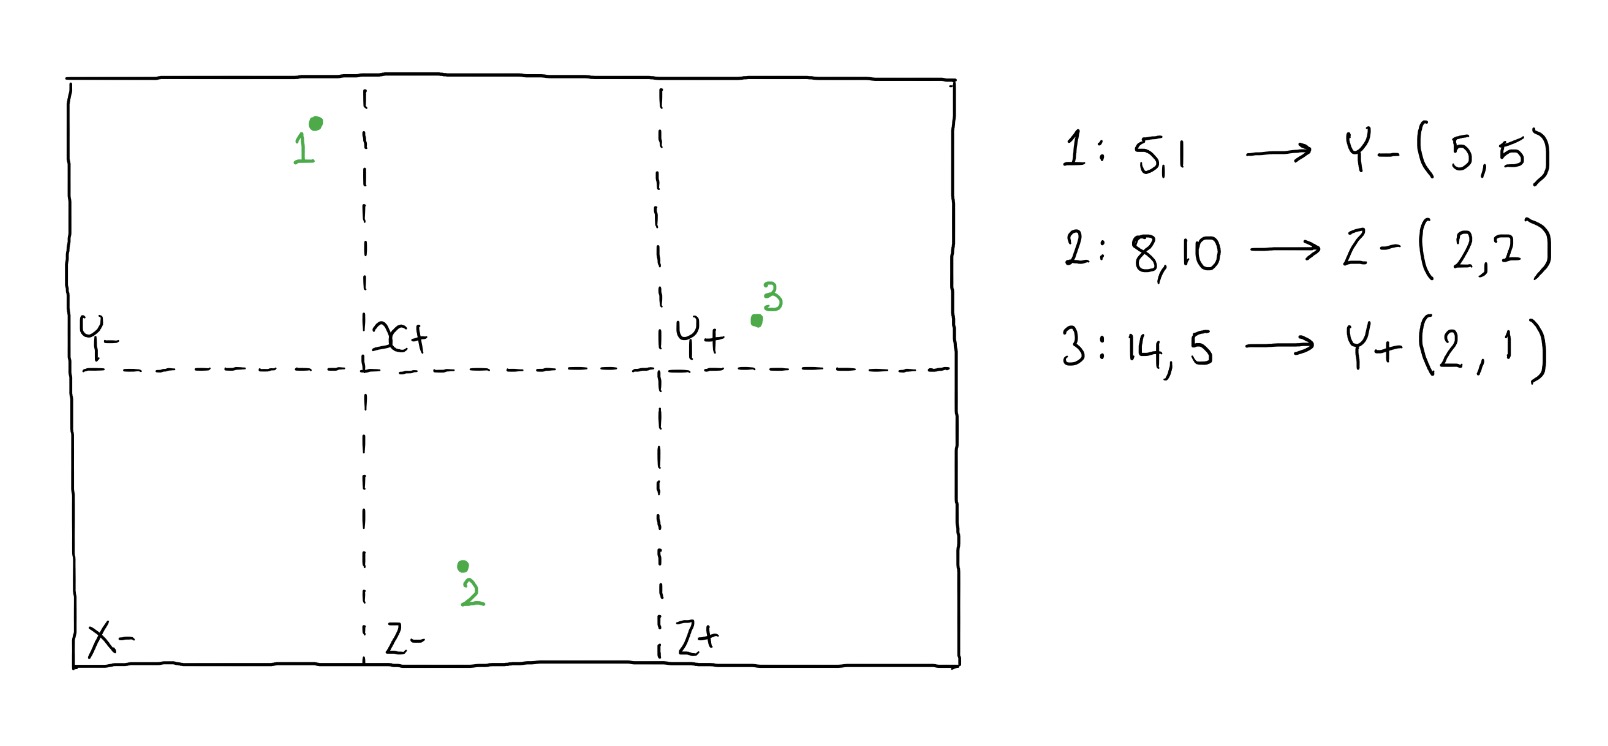 1
3
Y- x+ Y+
2
X- Z- Z+
1: 5,1 → Y-(5,5)
2: 8,10 → Z-(2,2)
3: 14,5 → Y+(2,1)